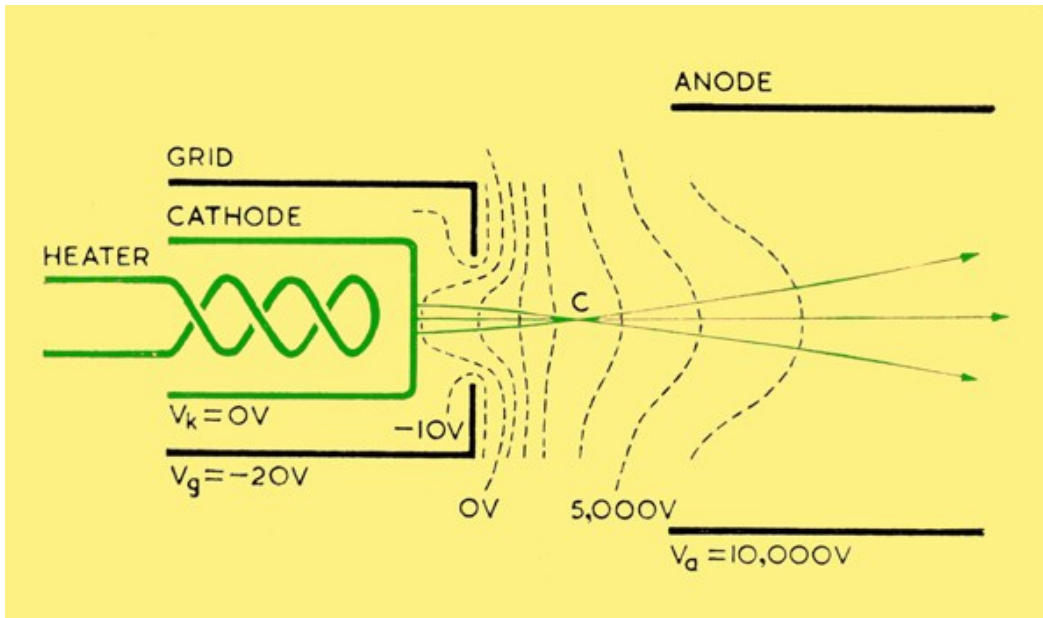 ANODE
GRID
CATHODE
HEATER
C
Vk=0V
-10V
Vg=-20V
0V
5,000V
Va=10,000V